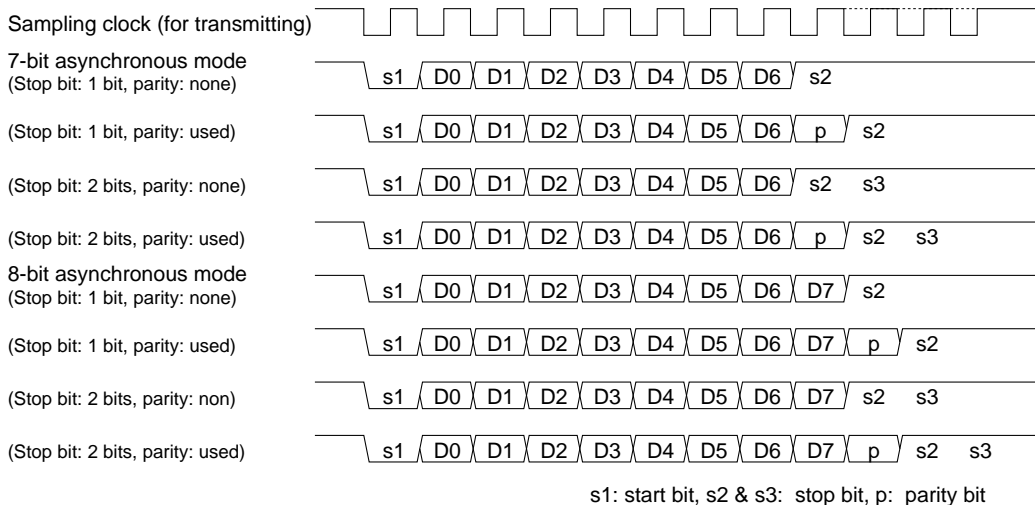 Sampling clock (for transmitting)
7-bit asynchronous mode
(Stop bit: 1 bit, parity: none)
s1 D0 D1 D2 D3 D4 D5 D6 s2
(Stop bit: 1 bit, parity: used)
s1 D0 D1 D2 D3 D4 D5 D6 p s2
(Stop bit: 2 bits, parity: none)
s1 D0 D1 D2 D3 D4 D5 D6 s2 s3
(Stop bit: 2 bits, parity: used)
s1 D0 D1 D2 D3 D4 D5 D6 p s2 s3
8-bit asynchronous mode
(Stop bit: 1 bit, parity: none)
s1 D0 D1 D2 D3 D4 D5 D6 D7 s2
(Stop bit: 1 bit, parity: used)
s1 D0 D1 D2 D3 D4 D5 D6 D7 p s2
(Stop bit: 2 bits, parity: non)
s1 D0 D1 D2 D3 D4 D5 D6 D7 s2 s3
(Stop bit: 2 bits, parity: used)
s1 D0 D1 D2 D3 D4 D5 D6 D7 p s2 s3
s1: start bit, s2 & s3: stop bit, p: parity bit